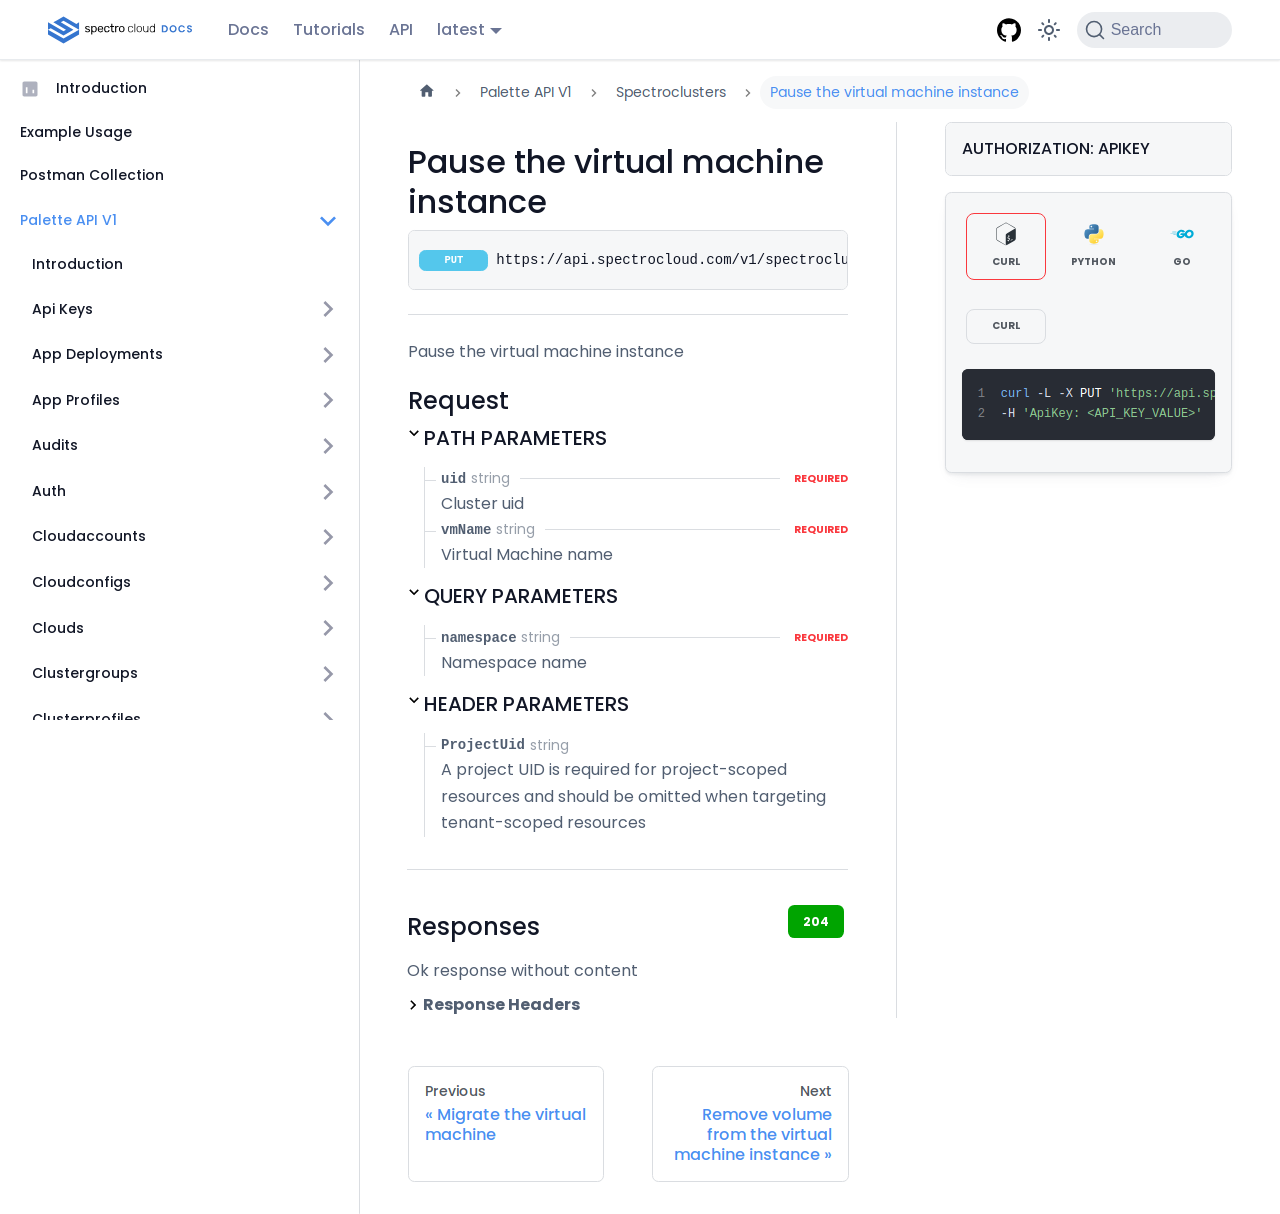 spectro cloud DOCS
Docs
Tutorials
API
latest
Search
Introduction
Example Usage
Postman Collection
Palette API V1
Introduction
Api Keys
App Deployments
App Profiles
Audits
Auth
Cloudaccounts
Cloudconfigs
Clouds
Clustergroups
Clusterprofiles
Palette API V1
Spectroclusters
Pause the virtual machine instance
Pause the virtual machine
instance
PUT https://api.spectrocloud.com/v1/spectroclu
Pause the virtual machine instance
Request
PATH PARAMETERS
uid string REQUIRED
Cluster uid
vmName string REQUIRED
Virtual Machine name
QUERY PARAMETERS
namespace string REQUIRED
Namespace name
HEADER PARAMETERS
ProjectUid string
A project UID is required for project-scoped
resources and should be omitted when targeting
tenant-scoped resources
Responses
204
Ok response without content
Response Headers
Previous
« Migrate the virtual
machine
Next
Remove volume
from the virtual
machine instance »
AUTHORIZATION: APIKEY
CURL
PYTHON
GO
CURL
1 curl -L -X PUT 'https://api.sp
2 -H 'ApiKey: <API_KEY_VALUE>'